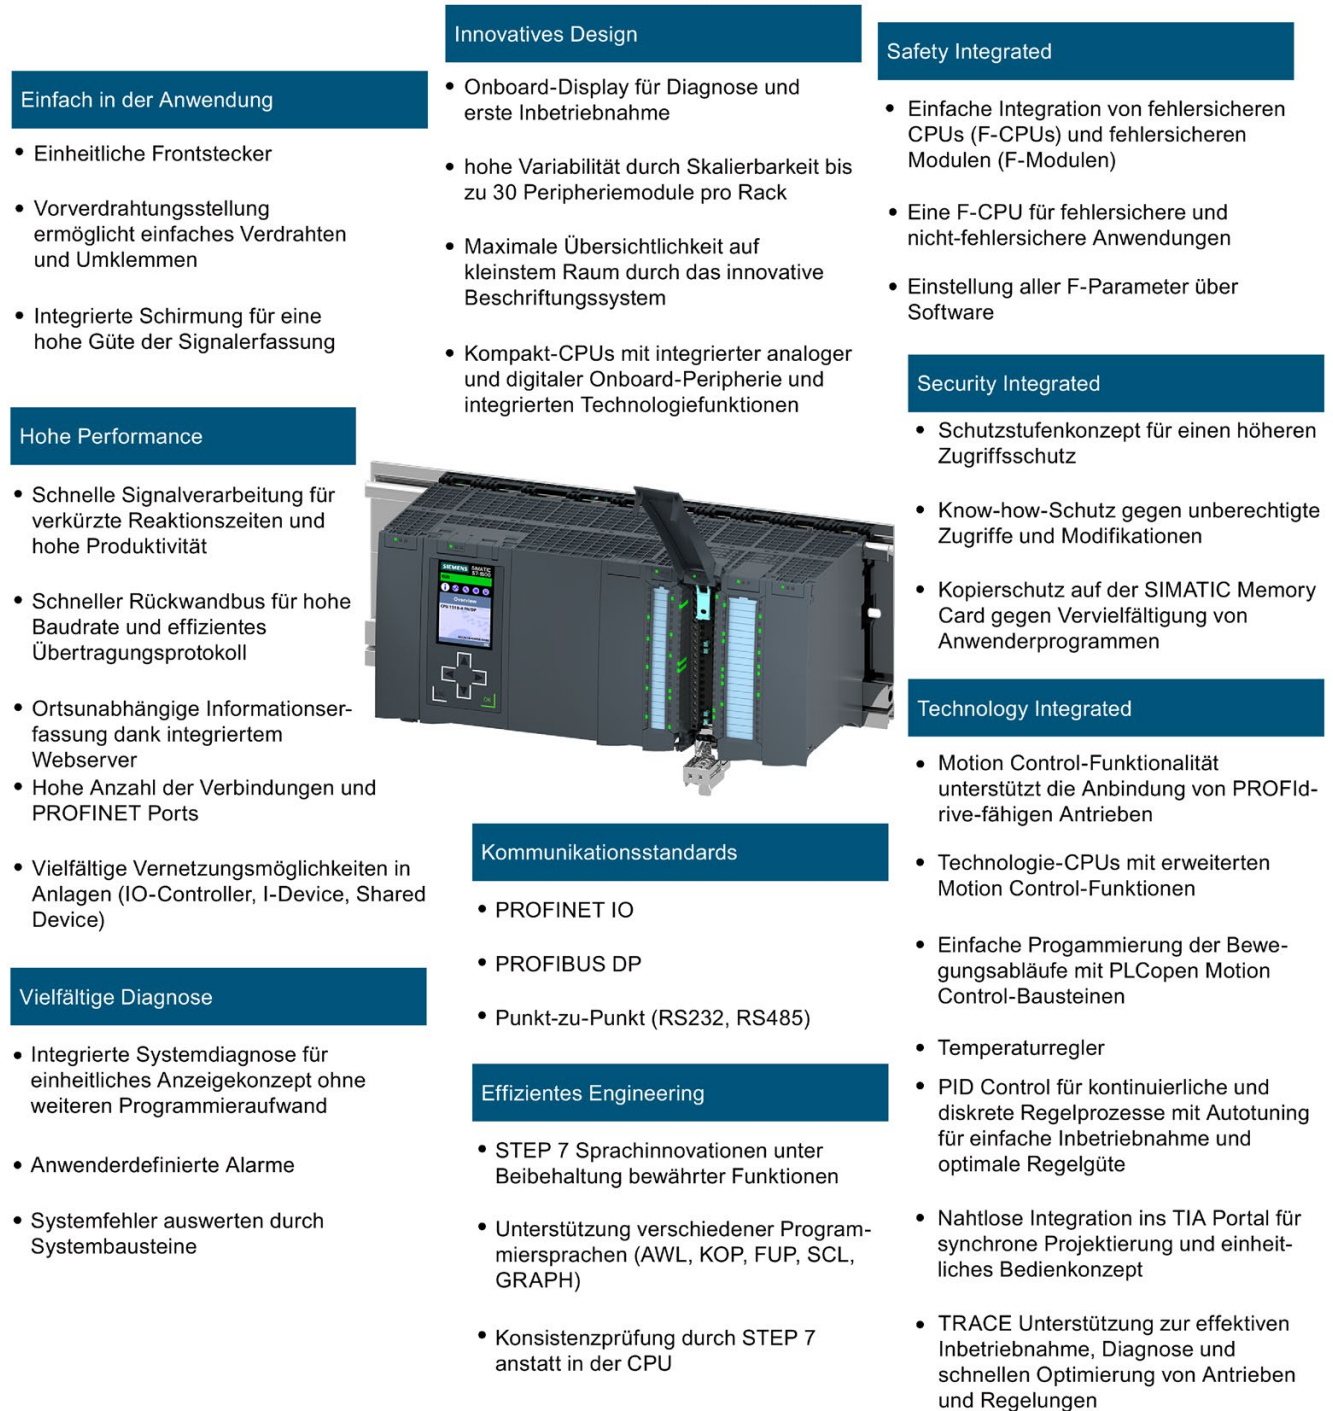 Einfach in der Anwendung
• Einheitliche Frontstecker
• Vorverdrahtungsstellung
ermöglicht einfaches Verdrahten
und Umklemmen
• Integrierte Schirmung für eine
hohe Güte der Signalerfassung
Hohe Performance
• Schnelle Signalverarbeitung für
verkürzte Reaktionszeiten und
hohe Produktivität
• Schneller Rückwandbus für hohe
Baudrate und effizientes
Übertragungsprotokoll
• Ortsunabhängige Informationser-
fassung dank integriertem
Webserver
• Hohe Anzahl der Verbindungen und
PROFINET Ports
• Vielfältige Vernetzungsmöglichkeiten in
Anlagen (IO-Controller, I-Device, Shared
Device)
Vielfältige Diagnose
• Integrierte Systemdiagnose für
einheitliches Anzeigekonzept ohne
weiteren Programmieraufwand
• Anwenderdefinierte Alarme
• Systemfehler auswerten durch
Systembausteine
Innovatives Design
• Onboard-Display für Diagnose und
erste Inbetriebnahme
• hohe Variabilität durch Skalierbarkeit bis
zu 30 Peripheriemodule pro Rack
• Maximale Übersichtlichkeit auf
kleinstem Raum durch das innovative
Beschriftungssystem
• Kompakt-CPUs mit integrierter analoger
und digitaler Onboard-Peripherie und
integrierten Technologiefunktionen
SIEMENS SIMATIC
S7-1500
Overview
OK
Kommunikationsstandards
• PROFINET IO
• PROFIBUS DP
• Punkt-zu-Punkt (RS232, RS485)
Effizientes Engineering
• STEP 7 Sprachinnovationen unter
Beibehaltung bewährter Funktionen
• Unterstützung verschiedener Program-
miersprachen (AWL, KOP, FUP, SCL,
GRAPH)
• Konsistenzprüfung durch STEP 7
anstatt in der CPU
Safety Integrated
• Einfache Integration von fehlersicheren
CPUs (F-CPUs) und fehlersicheren
Modulen (F-Modulen)
• Eine F-CPU für fehlersichere und
nicht-fehlersichere Anwendungen
• Einstellung aller F-Parameter über
Software
Security Integrated
• Schutzstufenkonzept für einen höheren
Zugriffsschutz
• Know-how-Schutz gegen unberechtigte
Zugriffe und Modifikationen
• Kopierschutz auf der SIMATIC Memory
Card gegen Vervielfältigung von
Anwenderprogrammen
Technology Integrated
• Motion Control-Funktionalität
unterstützt die Anbindung von PROFId-
rive-fähigen Antrieben
• Technologie-CPUs mit erweiterten
Motion Control-Funktionen
• Einfache Progammierung der Bewe-
gungsabläufe mit PLCopen Motion
Control-Bausteinen
• Temperaturregler
• PID Control für kontinuierliche und
diskrete Regelprozesse mit Autotuning
für einfache Inbetriebnahme und
optimale Regelgüte
• Nahtlose Integration ins TIA Portal für
synchrone Projektierung und einheit-
liches Bedienkonzept
• TRACE Unterstützung zur effektiven
Inbetriebnahme, Diagnose und
schnellen Optimierung von Antrieben
und Regelungen